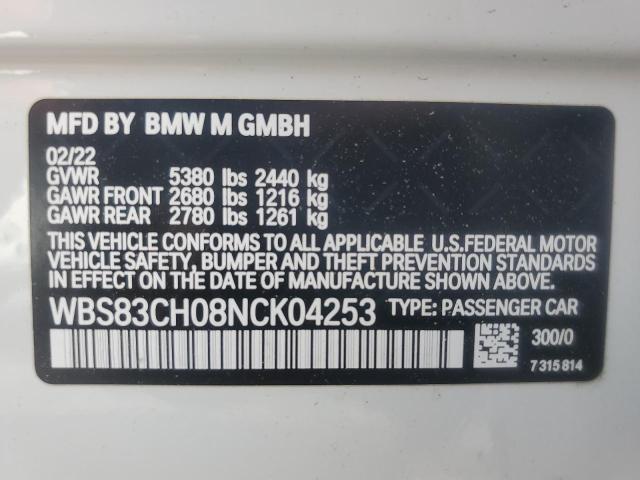 MFD BY BMW M GMBH
02/22
GVWR 5380 lbs 2440 kg
GAWR FRONT 2680 lbs 1216 kg
GAWR REAR 2780 lbs 1261 kg
THIS VEHICLE CONFORMS TO ALL APPLICABLE U.S.FEDERAL MOTOR
VEHICLE SAFETY, BUMPER AND THEFT PREVENTION STANDARDS
IN EFFECT ON THE DATE OF MANUFACTURE SHOWN ABOVE.
WBS83CH08NCK04253 TYPE: PASSENGER CAR
300/0
7 315 814